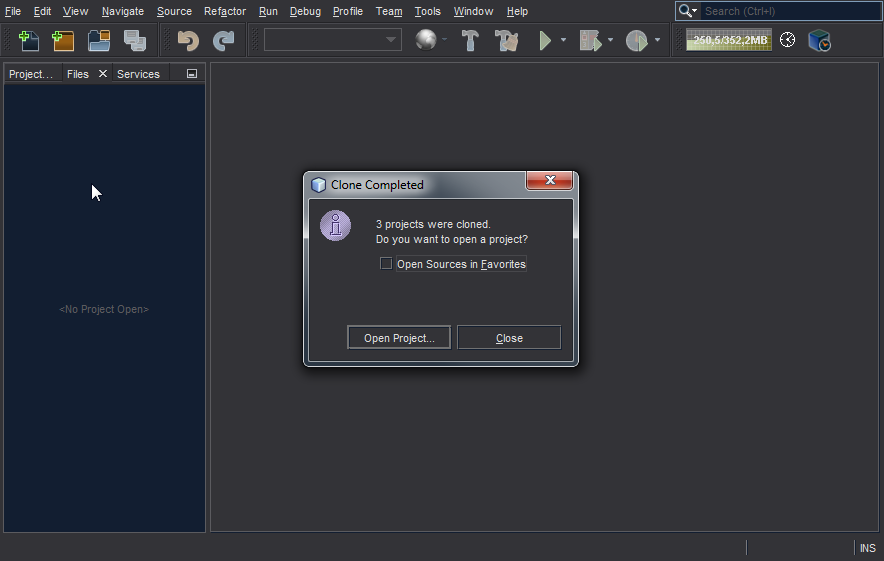 File Edit View Navigate Source Refactor Run Debug Profile Team Tools Window Help
Search (Ctrl+I)
250,5/352,2MB
Project... Files Services
Clone Completed
3 projects were cloned.
Do you want to open a project?
Open Sources in Favorites
<No Project Open>
Open Project... Close
INS